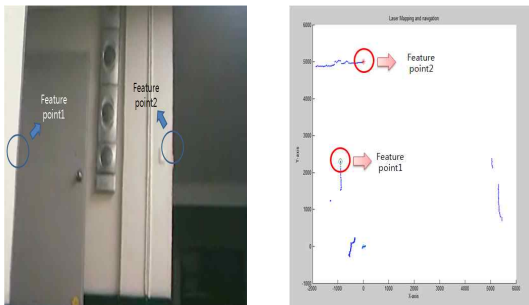 Feature
point1
Feature
point2
Laser Mapping and navigation
6000
5000
4000
3000
2000
1000
0
-1000
-2000
-1000
0
1000
2000
3000
4000
5000
6000
Y-axis
X-axis
Feature
point2
Feature
point1